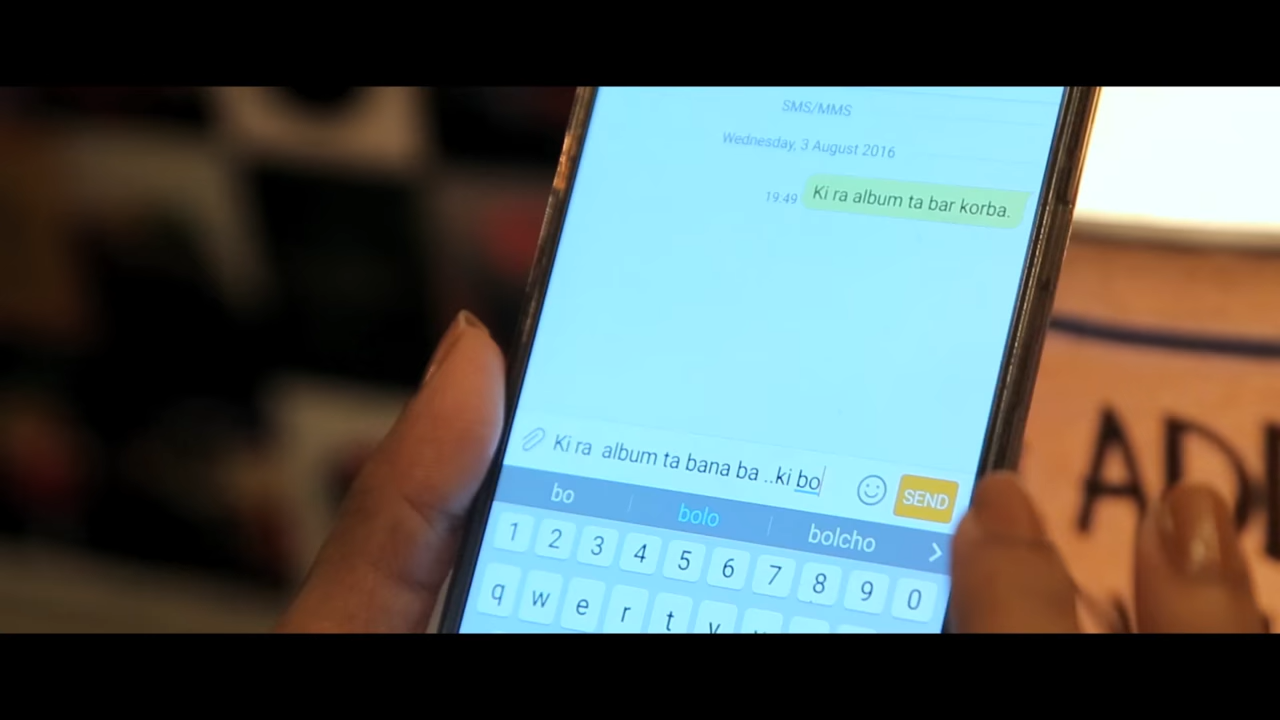 SMS/MMS
Wednesday, 3 August 2016
19:49 Ki ra album ta bar korba.
Ki ra album ta bana ba ..ki bo
SEND
bo bolo bolcho
1 2 3 4 5 6 7 8 9 0
q w e r t y